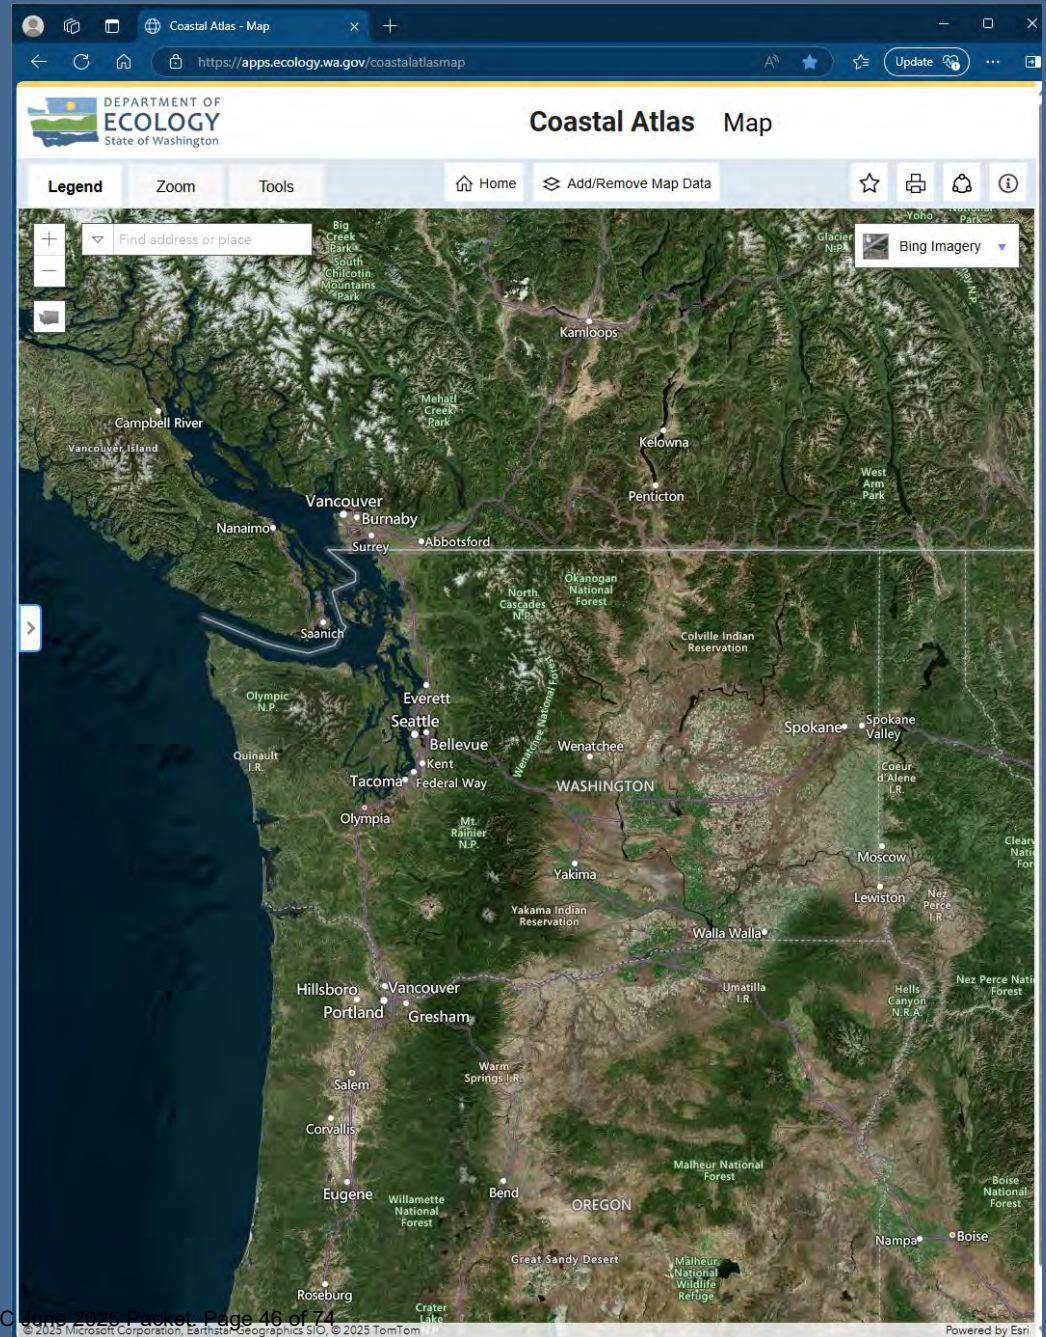 Coastal Atlas - Map
https://apps.ecology.wa.gov/coastalatlasmap
Update
DEPARTMENT OF
ECOLOGY
State of Washington
Coastal Atlas Map
Legend
Zoom
Tools
Home
Add/Remove Map Data
Find address or place
Bing Imagery
Yoho
National
Park
Big
Creek
Park
South
Chilcotin
Mountains
Park
Glacier
N.P.
Kamloops
Mehatl
Creek
Park
Campbell River
Vancouver Island
Kelowna
West
Arm
Park
Penticton
Vancouver
Burnaby
Nanaimo
Surrey
Abbotsford
Okanogan
National
Forest
North
Cascades
N.P.
Saanich
Colville Indian
Reservation
Olympic
N.P.
Everett
Wenatchee National Forest
Seattle
Bellevue
Spokane
Spokane
Valley
Wenatchee
Quinault
I.R.
Kent
Tacoma
Federal Way
WASHINGTON
Coeur
d'Alene
I.R.
Olympia
Mt.
Rainier
N.P.
Clearw
Natio
For
Moscow
Yakima
Lewiston
Nez
Perce
I.R.
Yakama Indian
Reservation
Walla Walla
Hillsboro
Vancouver
Umatilla
I.R.
Hells
Canyon
N.R.A.
Nez Perce Natio
Forest
Portland
Gresham
Warm
Springs I.R.
Salem
Corvallis
Malheur National
Forest
Eugene
Willamette
National
Forest
Bend
OREGON
Boise
National
Forest
Nampa
Boise
Great Sandy Desert
Malheur
National
Wildlife
Refuge
Roseburg
Crater
Lake
N.P.
C June 2025 Packet: Page 46 of 74
© 2025 Microsoft Corporation, Earthstar Geographics SIO, © 2025 TomTom
Powered by Esri